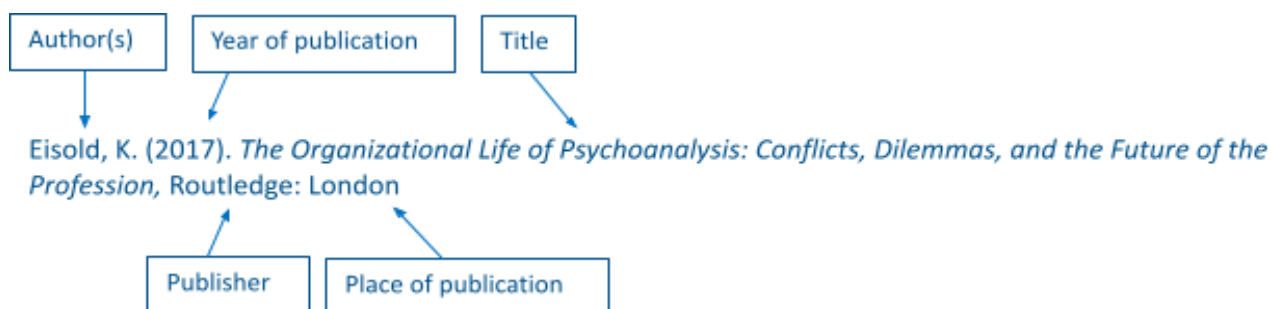 Author(s)
Year of publication
Title
Eisold, K. (2017). The Organizational Life of Psychoanalysis: Conflicts, Dilemmas, and the Future of the
Profession, Routledge: London
Publisher
Place of publication